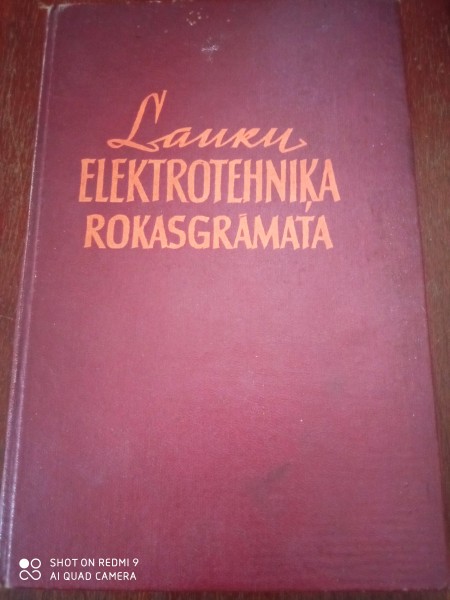 Lauku
ELEKTROTEHNIĶA
ROKASGRĀMATA
SHOT ON REDMI 9
AI QUAD CAMERA